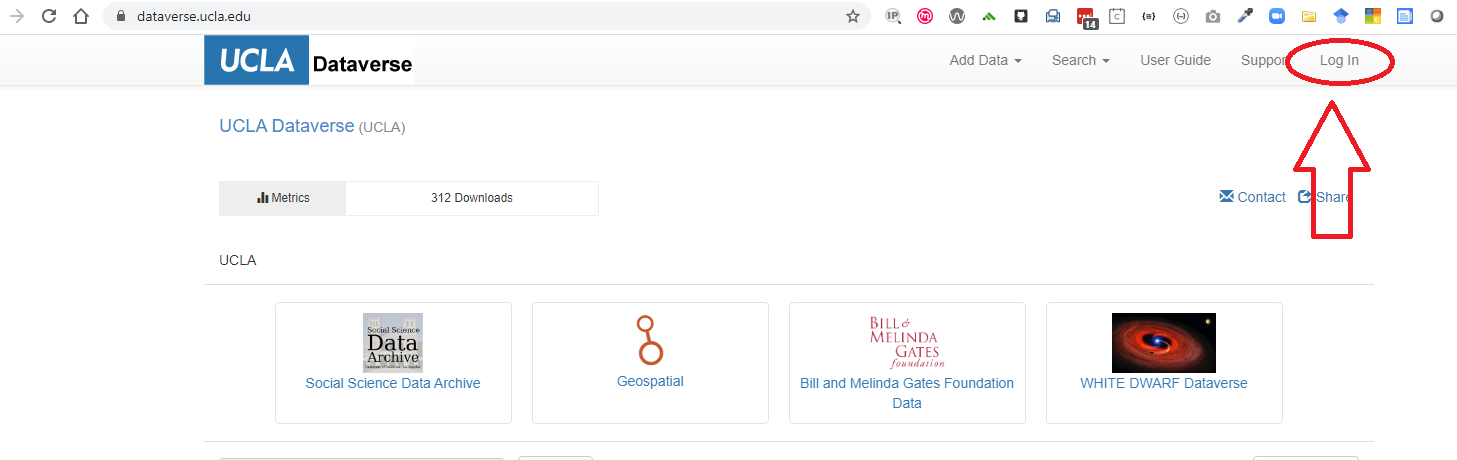 dataverse.ucla.edu
IP
14
UCLA Dataverse
Add Data Search User Guide Support Log In
UCLA Dataverse (UCLA)
Metrics 312 Downloads
Contact Share
UCLA
Social Science
Data
Archive
Social Science Data Archive
Geospatial
BILL &
MELINDA
GATES
foundation
Bill and Melinda Gates Foundation
Data
WHITE DWARF Dataverse